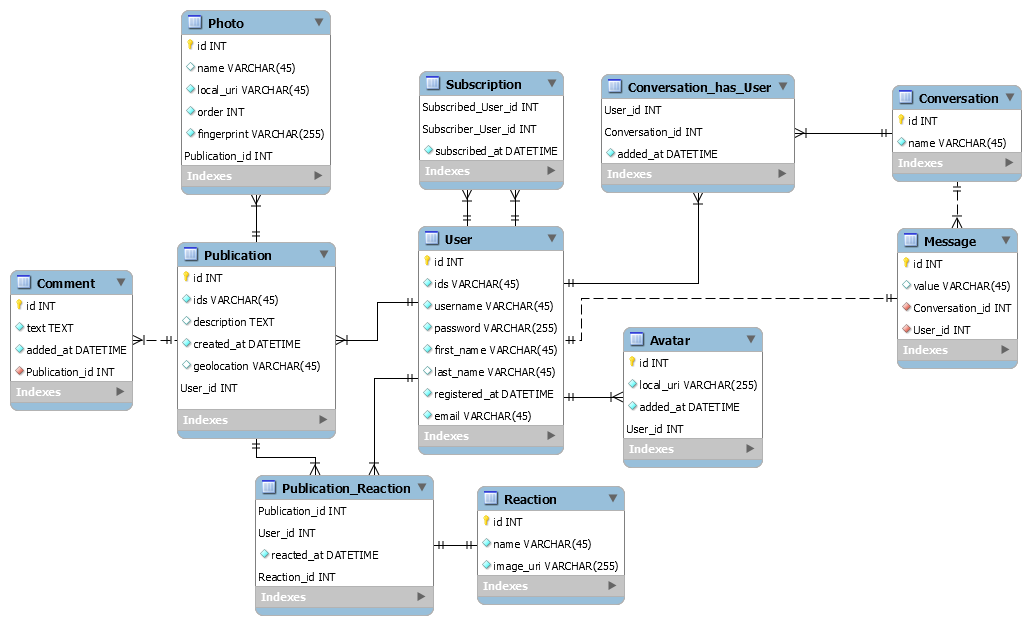 Photo
id INT
name VARCHAR(45)
local_uri VARCHAR(45)
order INT
fingerprint VARCHAR(255)
Publication_id INT
Indexes
Subscription
Subscribed_User_id INT
Subscriber_User_id INT
subscribed_at DATETIME
Indexes
Conversation_has_User
User_id INT
Conversation_id INT
added_at DATETIME
Indexes
Conversation
id INT
name VARCHAR(45)
Indexes
Comment
id INT
text TEXT
added_at DATETIME
Publication_id INT
Indexes
Publication
id INT
ids VARCHAR(45)
description TEXT
created_at DATETIME
geolocation VARCHAR(45)
User_id INT
Indexes
User
id INT
ids VARCHAR(45)
username VARCHAR(45)
password VARCHAR(255)
first_name VARCHAR(45)
last_name VARCHAR(45)
registered_at DATETIME
email VARCHAR(45)
Indexes
Message
id INT
value VARCHAR(45)
Conversation_id INT
User_id INT
Indexes
Avatar
id INT
local_uri VARCHAR(255)
added_at DATETIME
User_id INT
Indexes
Publication_Reaction
Publication_id INT
User_id INT
reacted_at DATETIME
Reaction_id INT
Indexes
Reaction
id INT
name VARCHAR(45)
image_uri VARCHAR(255)
Indexes